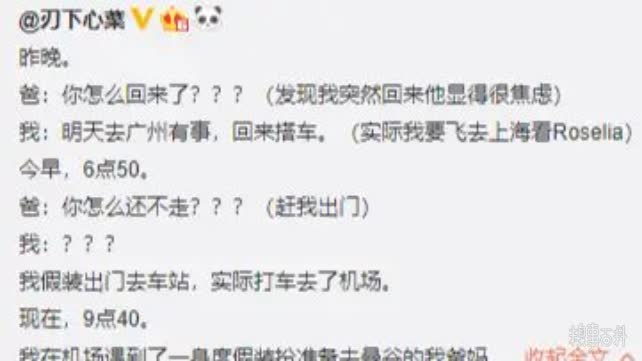 @刃下心菜
昨晚。
爸：你怎么回来了？？？（发现我突然回来他显得很焦虑）
我：明天去广州有事，回来搭车。（实际我要飞去上海看Roselia）
今早，6点50。
爸：你怎么还不走？？？（赶我出门）
我：？？？
我假装出门去车站，实际打车去了机场。
现在，9点40。
我在机场遇到了一身度假装扮准备去曼谷的我爸妈。 收起全文